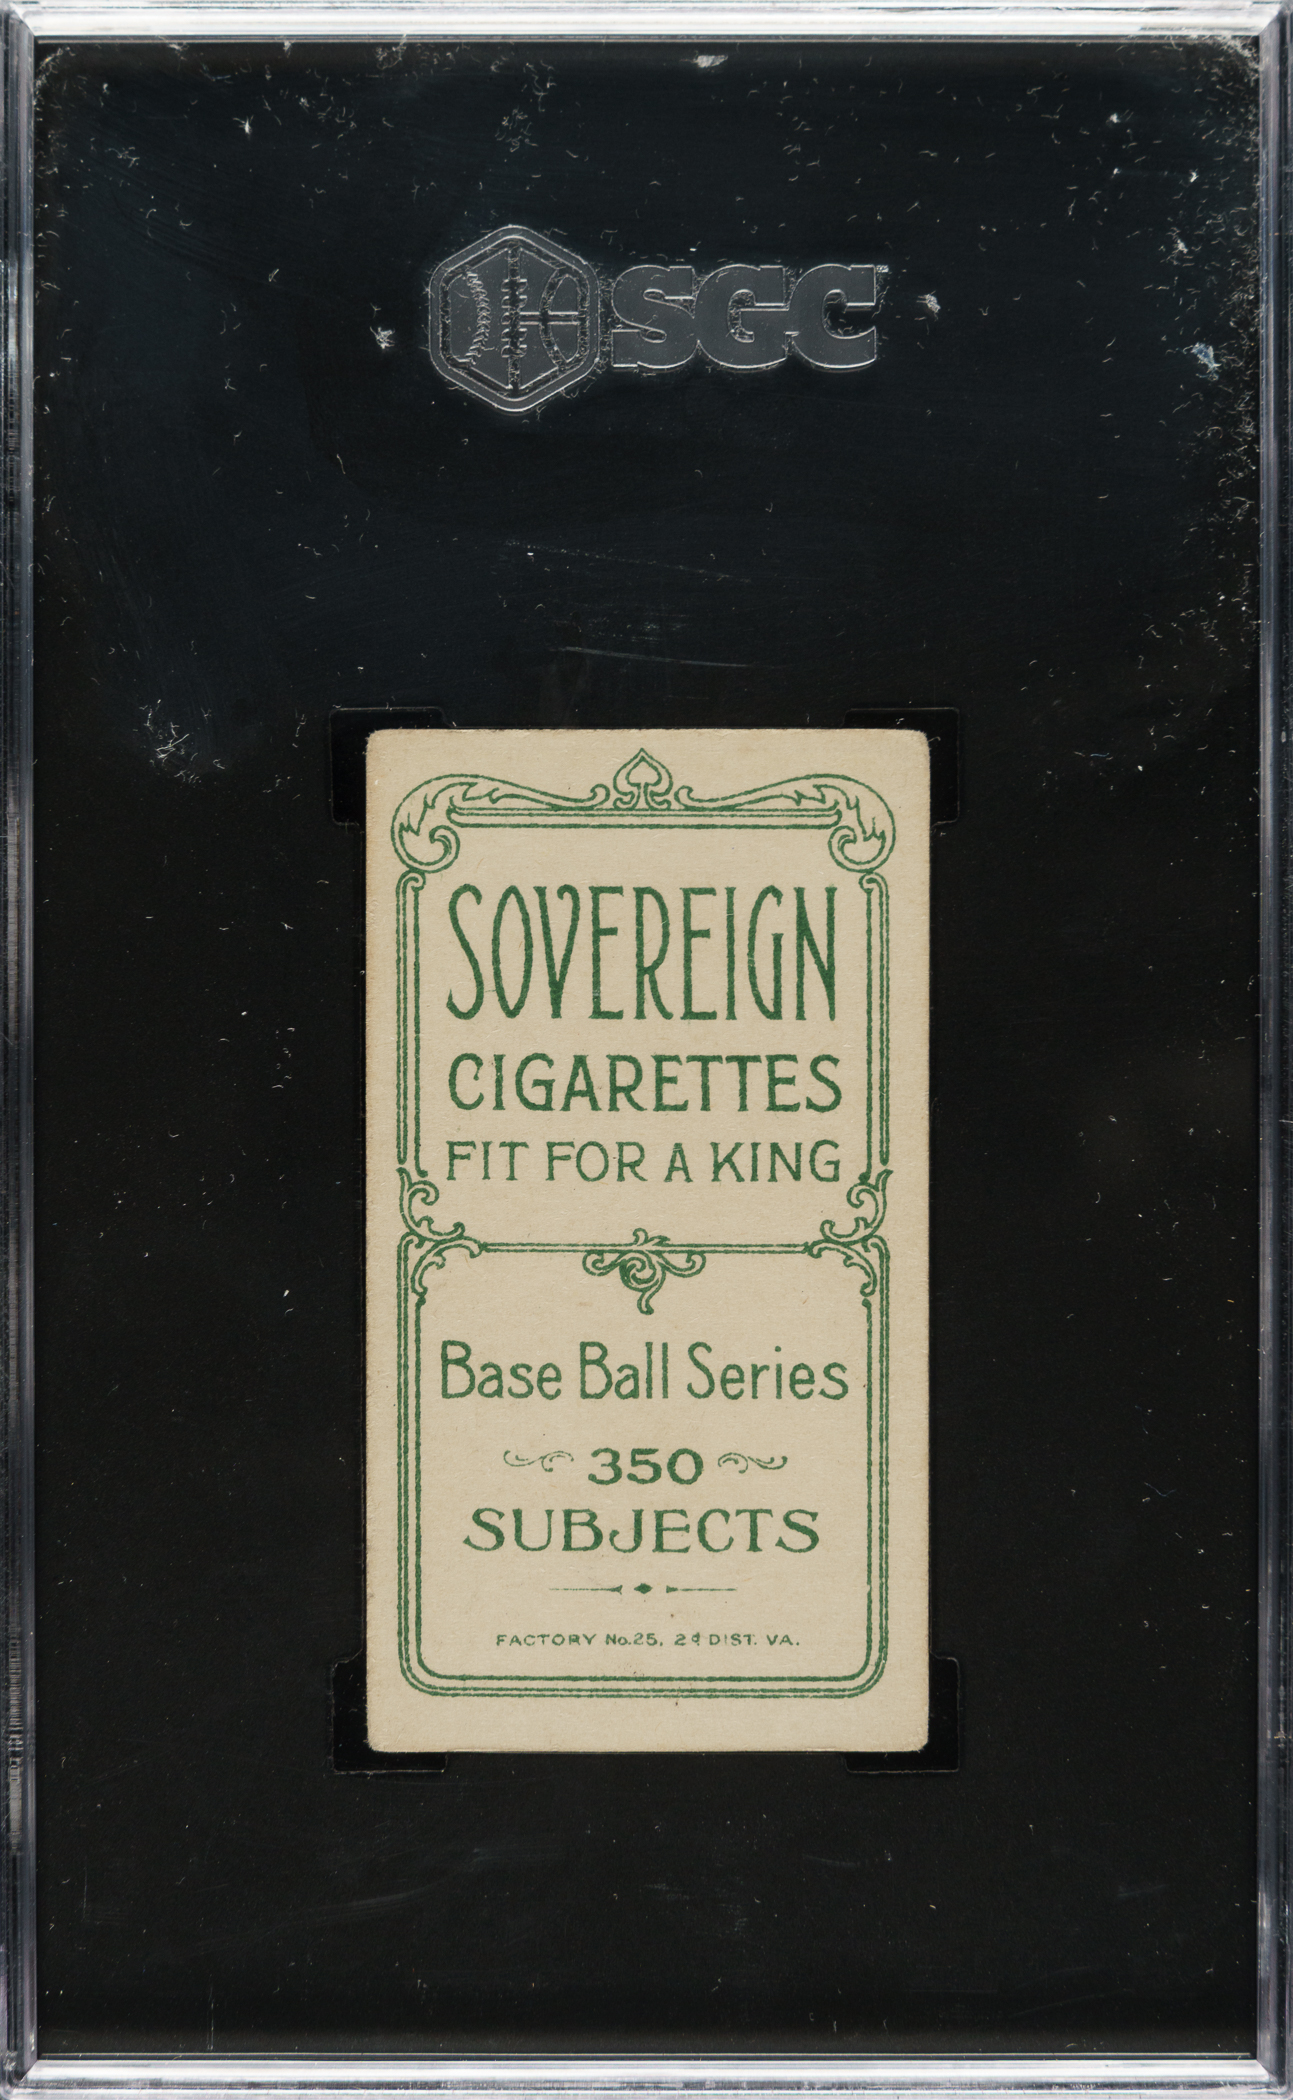 SGC
SOVEREIGN
CIGARETTES
FIT FOR A KING
Base Ball Series
350
SUBJECTS
FACTORY No. 25, 2d DIST. VA.